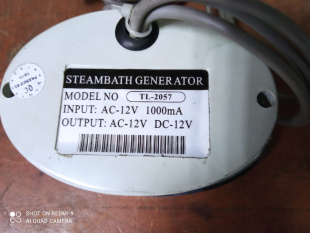 STEAMBATH GENERATOR
MODEL NO TL-2057
INPUT: AC-12V 1000mA
OUTPUT: AC-12V DC-12V
QC
SHOT ON REDMI 9
AI QUAD CAMERA